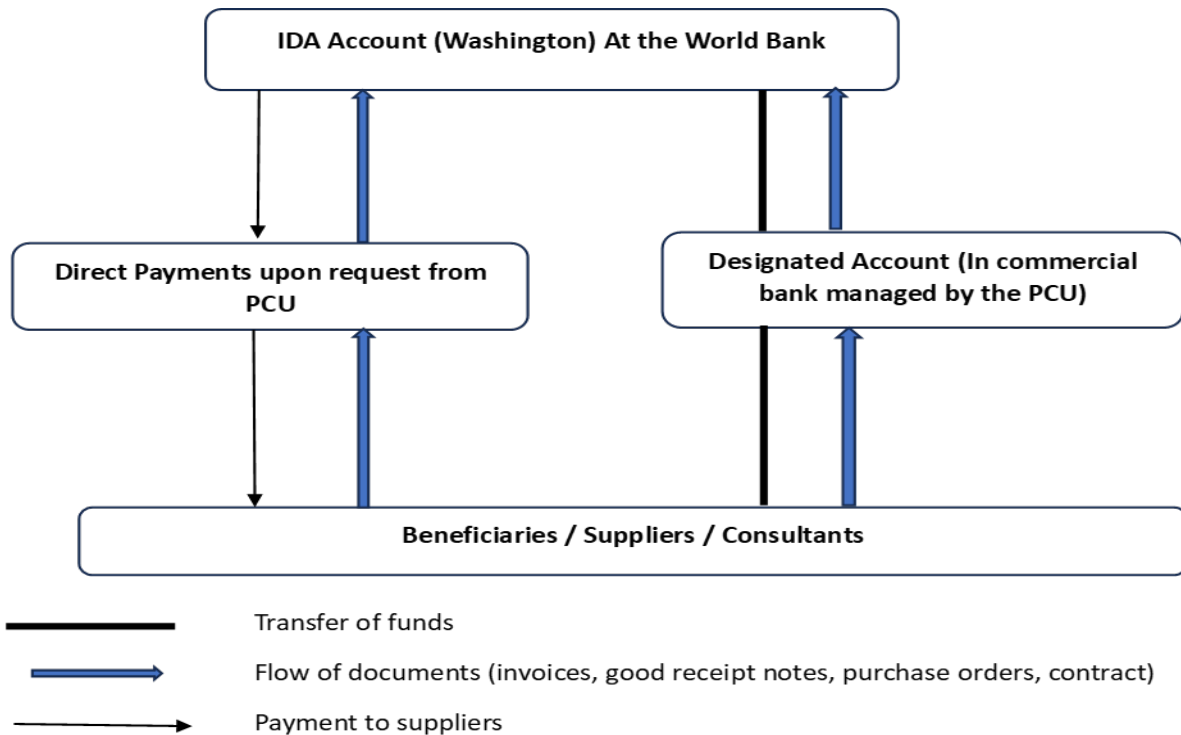 IDA Account (Washington) At the World Bank
Direct Payments upon request from
PCU
Designated Account (In commercial
bank managed by the PCU)
Beneficiaries / Suppliers / Consultants
Transfer of funds
Flow of documents (invoices, good receipt notes, purchase orders, contract)
Payment to suppliers